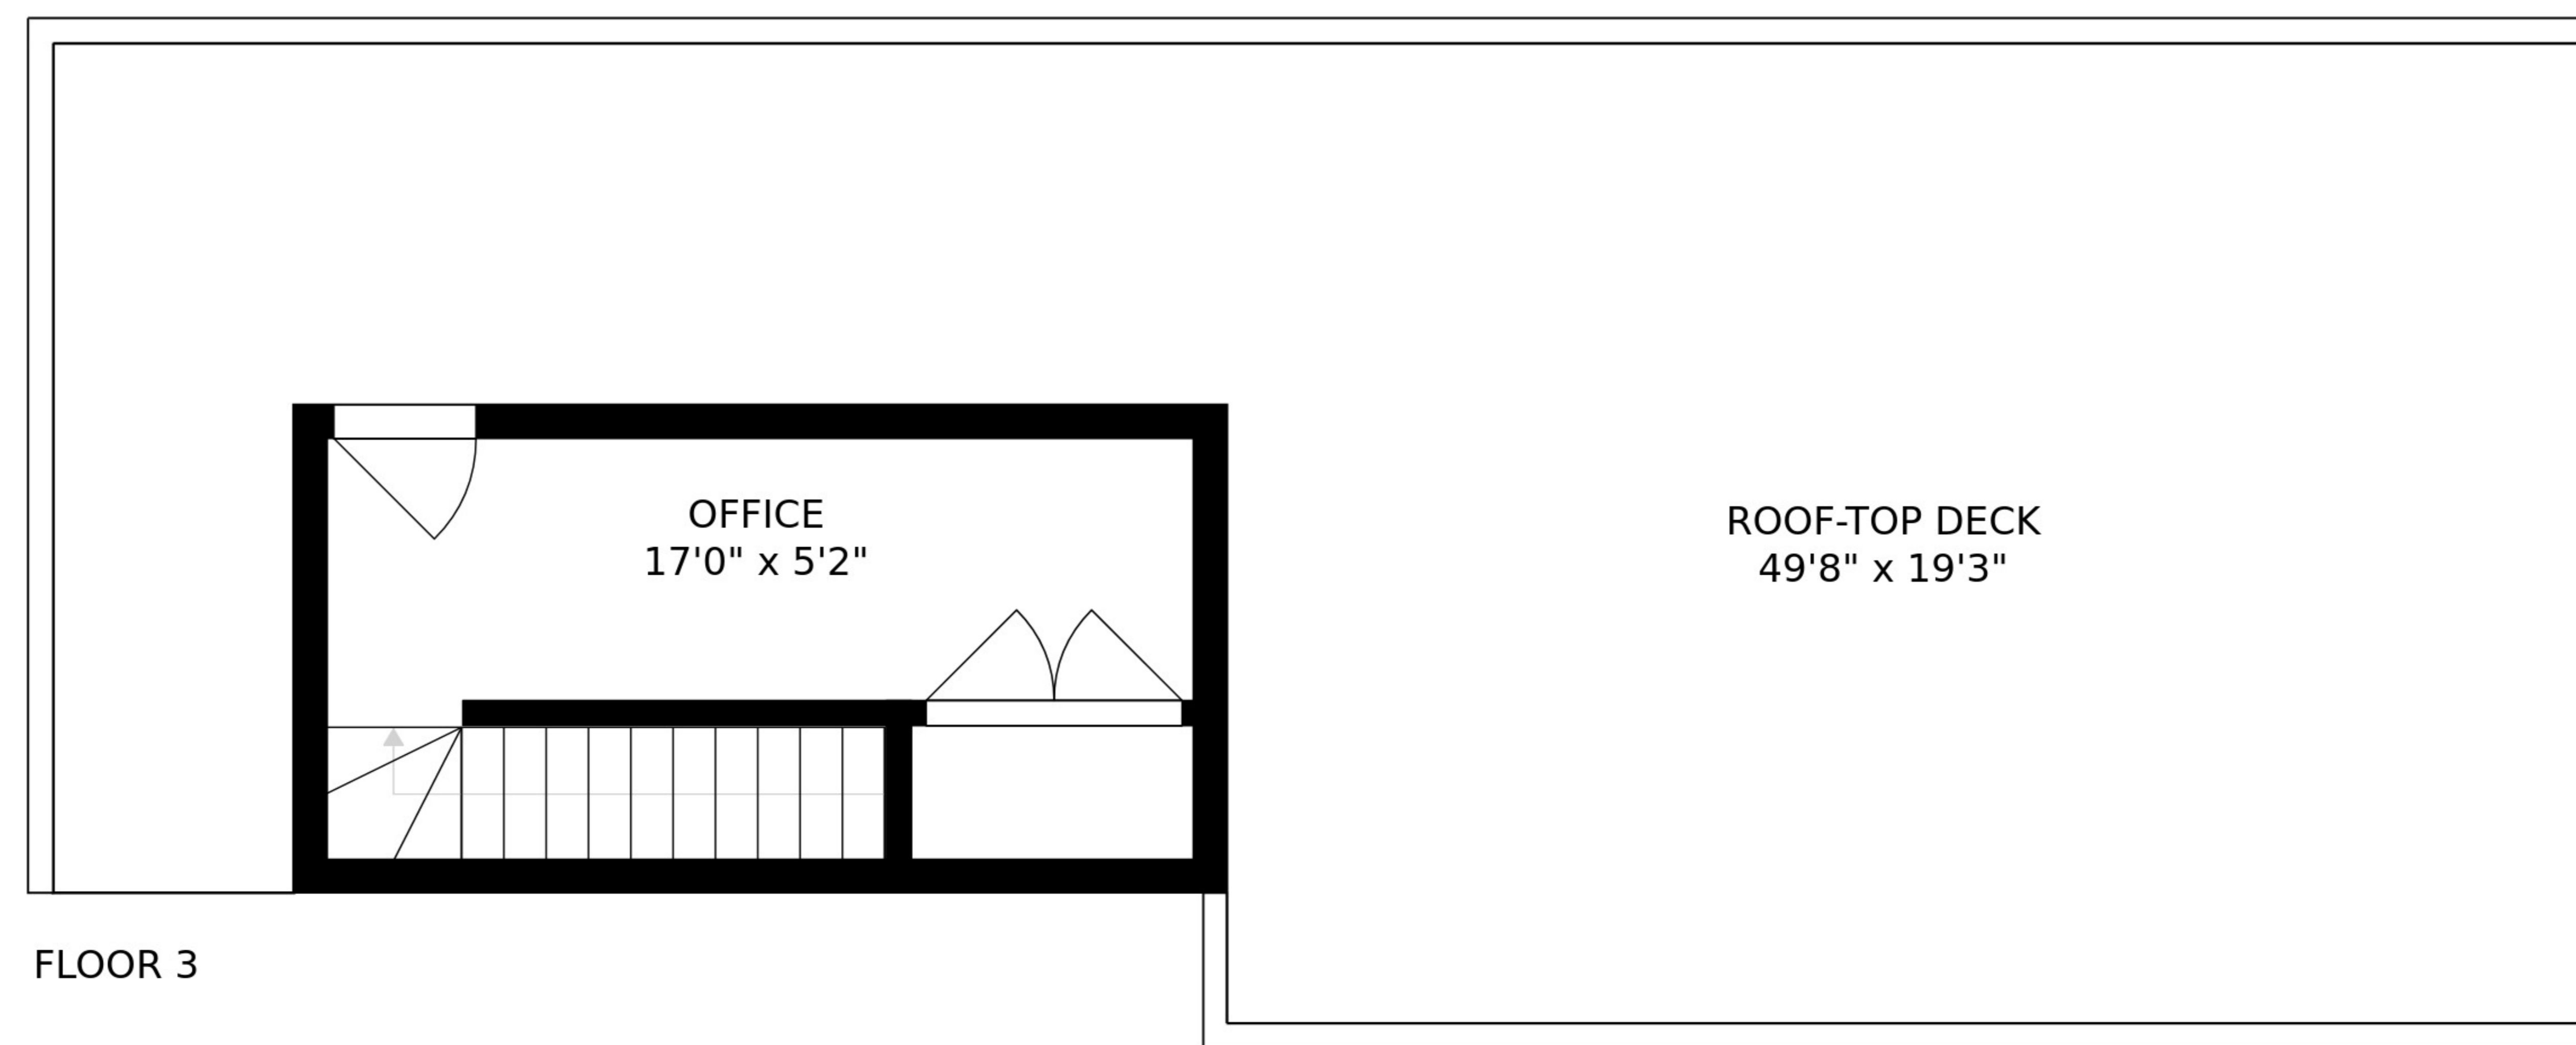 OFFICE
17'0" x 5'2"
ROOF-TOP DECK
49'8" x 19'3"
FLOOR 3